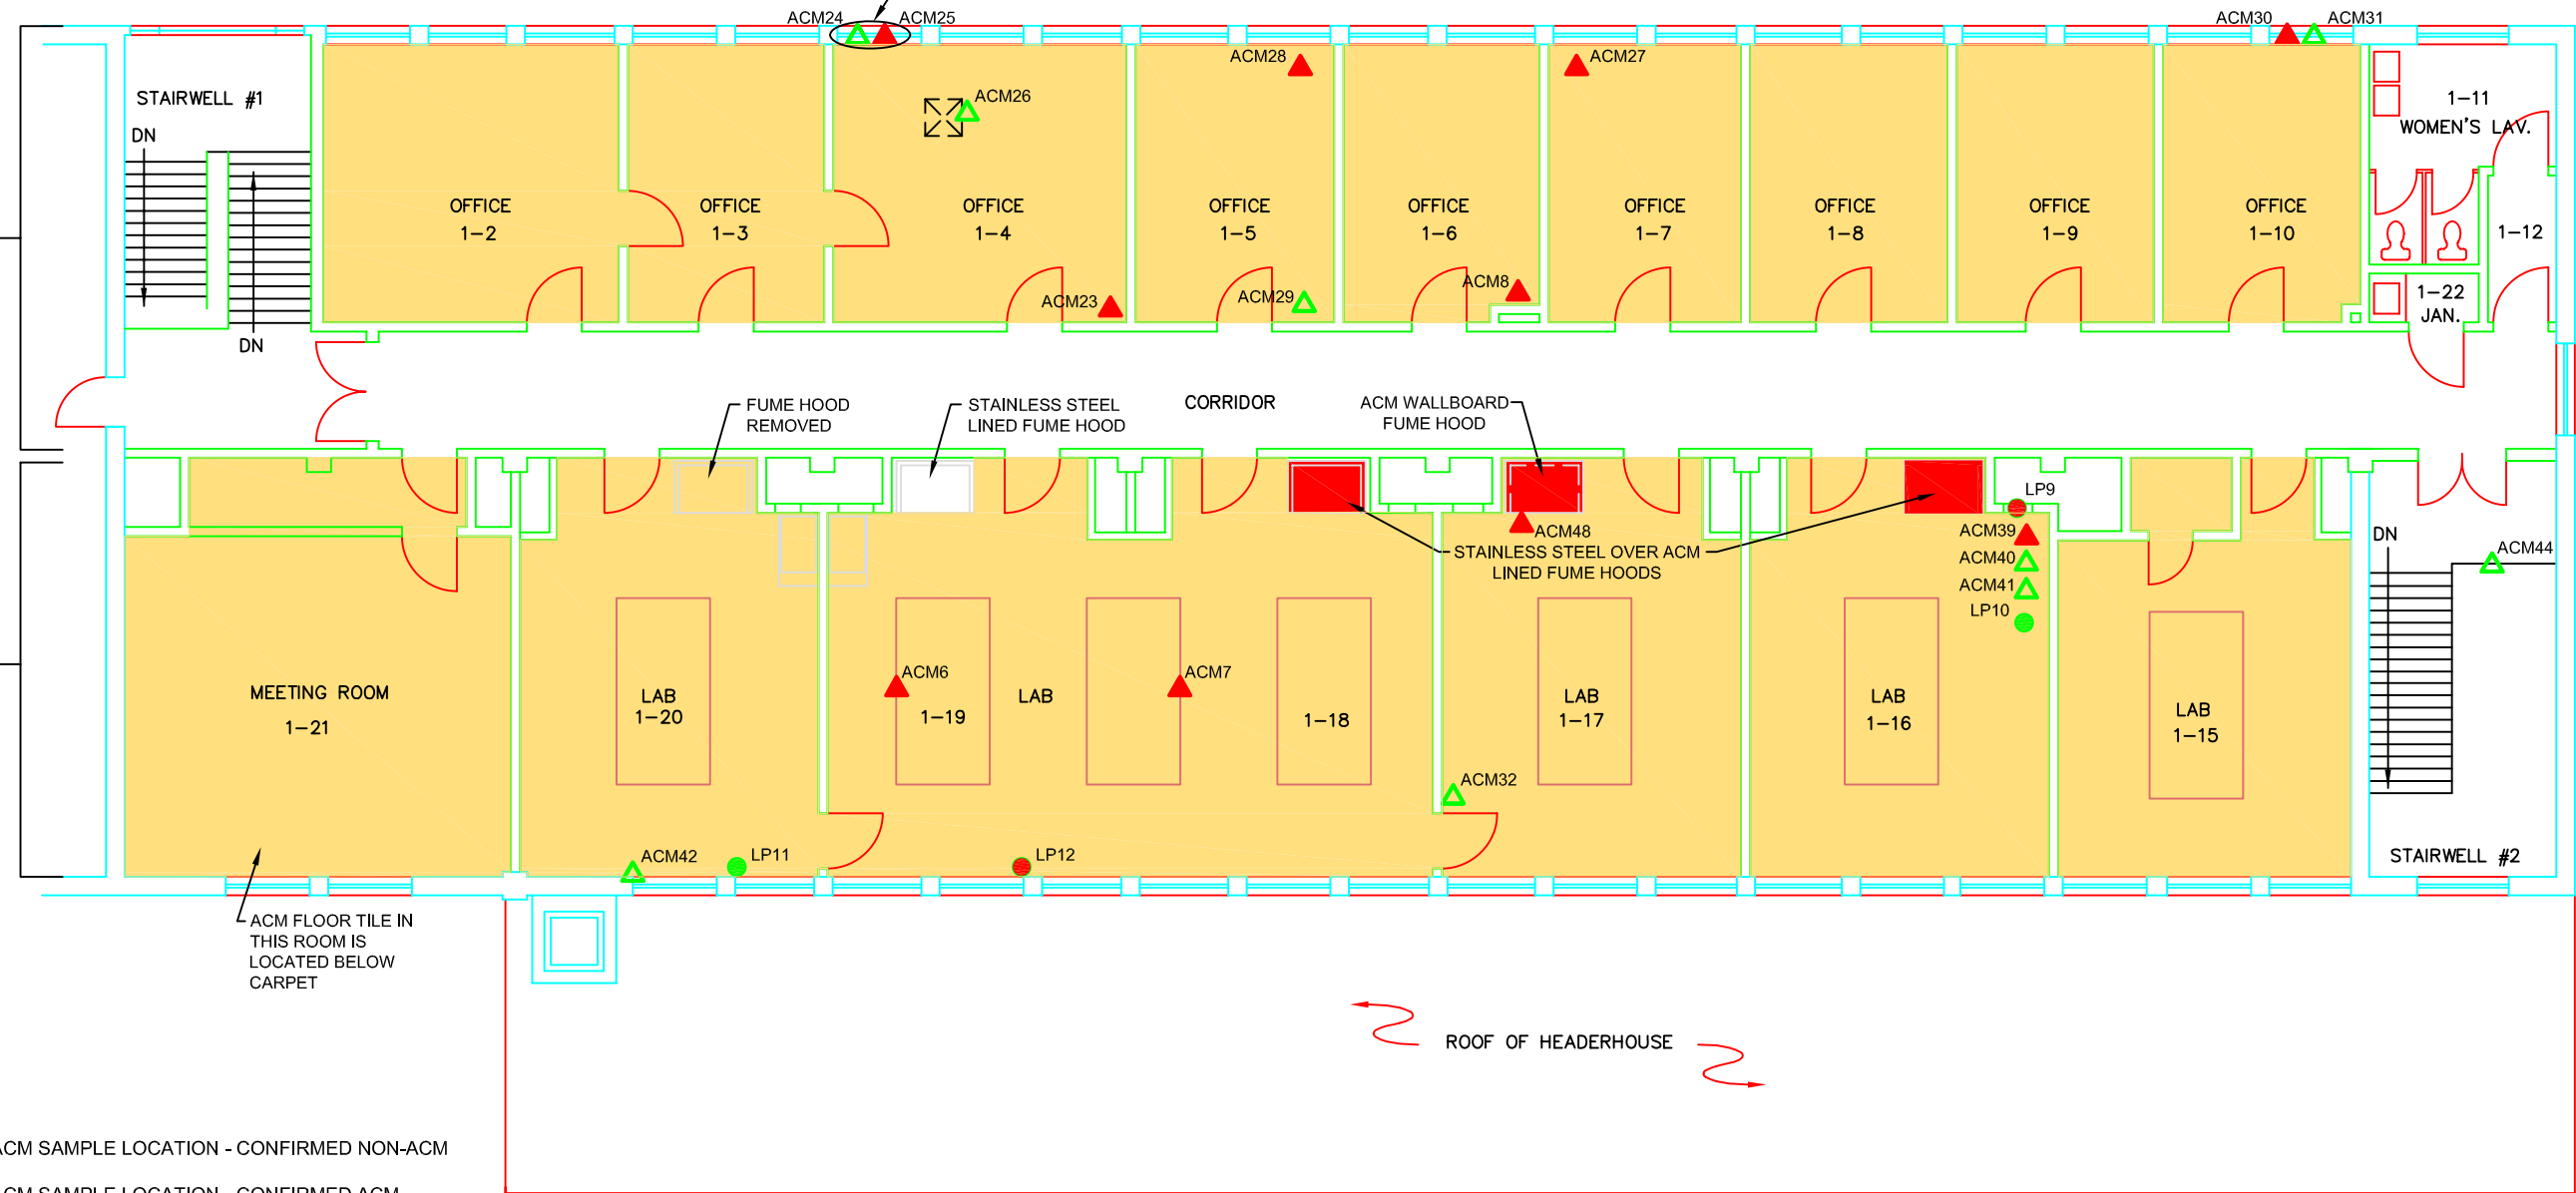 ACM24
ACM25
ACM30
ACM31
ACM28
ACM27
STAIRWELL #1
DN
ACM26
1-11
WOMEN'S LAV.
OFFICE
1-2
OFFICE
1-3
OFFICE
1-4
OFFICE
1-5
OFFICE
1-6
OFFICE
1-7
OFFICE
1-8
OFFICE
1-9
OFFICE
1-10
1-12
ACM23
ACM29
ACM8
1-22
JAN.
DN
FUME HOOD
REMOVED
STAINLESS STEEL
LINED FUME HOOD
CORRIDOR
ACM WALLBOARD
FUME HOOD
LP9
ACM48
STAINLESS STEEL OVER ACM
LINED FUME HOODS
ACM39
ACM40
ACM41
LP10
DN
ACM44
MEETING ROOM
1-21
LAB
1-20
ACM6
1-19
LAB
ACM7
1-18
LAB
1-17
LAB
1-16
LAB
1-15
ACM32
ACM42
LP11
LP12
STAIRWELL #2
ACM FLOOR TILE IN
THIS ROOM IS
LOCATED BELOW
CARPET
ROOF OF HEADERHOUSE
ACM SAMPLE LOCATION - CONFIRMED NON-ACM
ACM SAMPLE LOCATION - CONFIRMED ACM